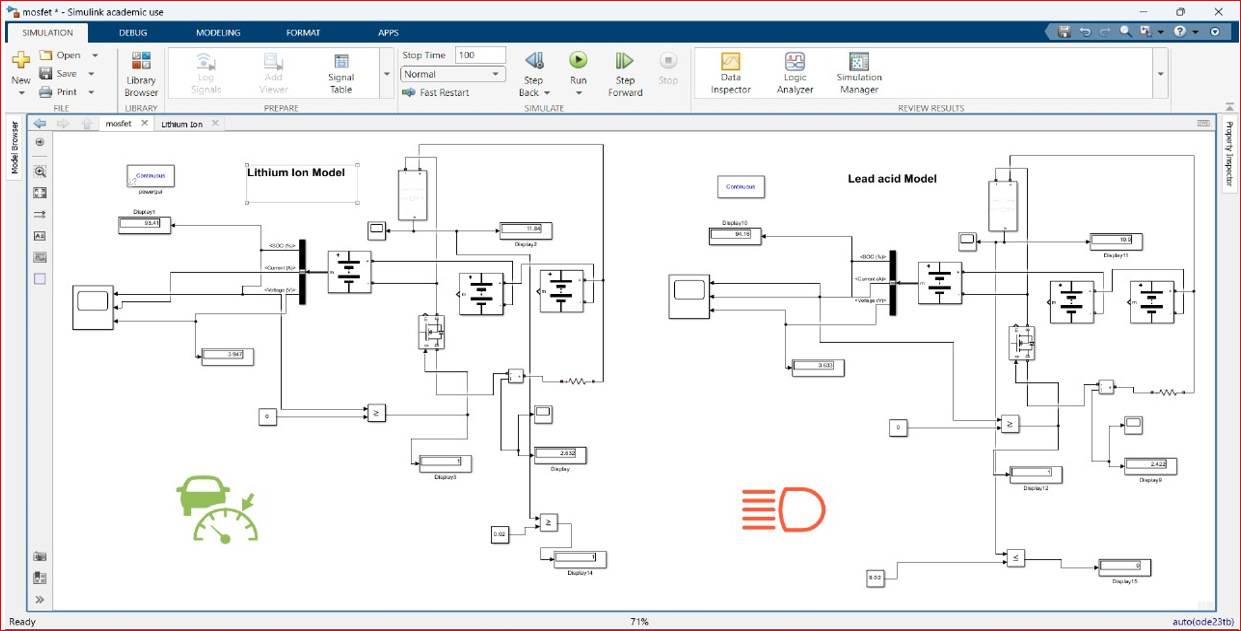 mosfet * - Simulink academic use
SIMULATION DEBUG MODELING FORMAT APPS
New
Open
Save
Print
FILE
Library Browser
LIBRARY
Log Signals
Add Viewer
Signal Table
PREPARE
Stop Time 100
Normal
Fast Restart
Step Back
Run
Step Forward
Stop
SIMULATE
Data Inspector
Logic Analyzer
Simulation Manager
REVIEW RESULTS
Model Browser
Property Inspector
mosfet
Lithium Ion
Continuous
powergui
Lithium Ion Model
Display1
93.41
<SOC (%)>
<Current (A)>
<Voltage (V)>
11.84
Display2
3.947
0
1
Display3
2.632
Display
0.02
1
Display14
Continuous
Lead acid Model
Display10
94.16
<SOC (%)>
<Current (A)>
<Voltage (V)>
10.9
Display11
3.633
0
1
Display12
2.422
Display9
1
0
Display15
Ready
71%
auto(ode23tb)